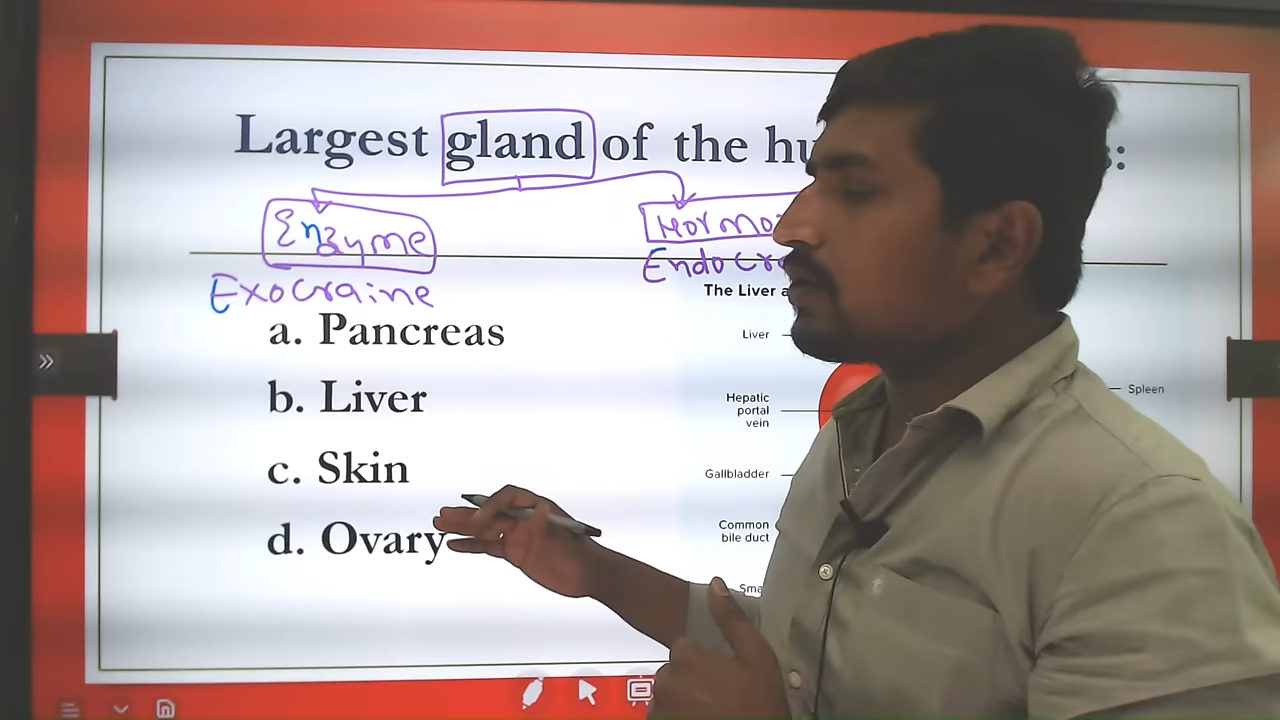 Largest gland of the hu s:
Enzyme
Hormo
Exocraine
Endocr
a. Pancreas
b. Liver
c. Skin
d. Ovary
The Liver a
Liver
Hepatic
portal
vein
Spleen
Gallbladder
Common
bile duct
Sma